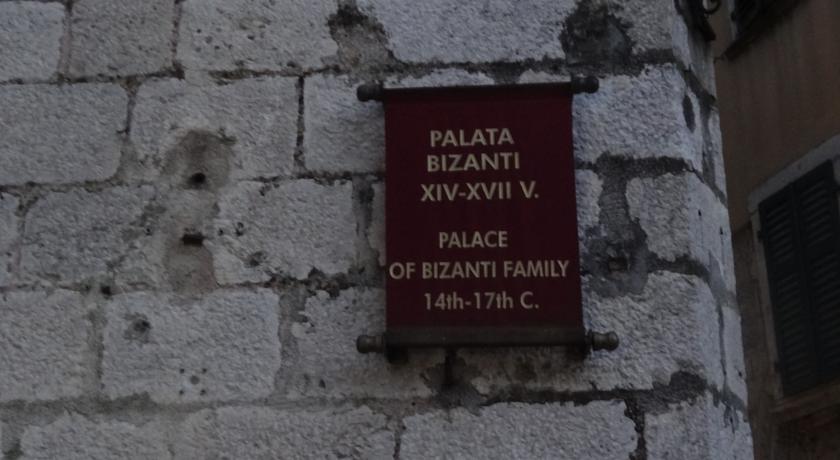 PALATA
BIZANTI
XIV-XVII V.
PALACE
OF BIZANTI FAMILY
14th-17th C.